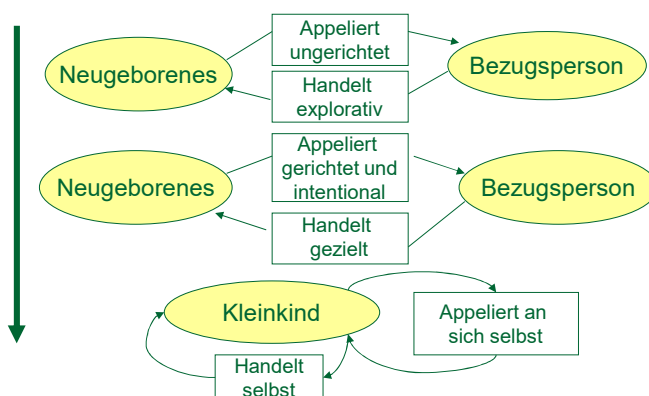 Appeliert
ungerichtet
Neugeborenes
Bezugsperson
Handelt
explorativ
Appeliert
gerichtet und
intentional
Neugeborenes
Bezugsperson
Handelt
gezielt
Kleinkind
Appeliert an
sich selbst
Handelt
selbst